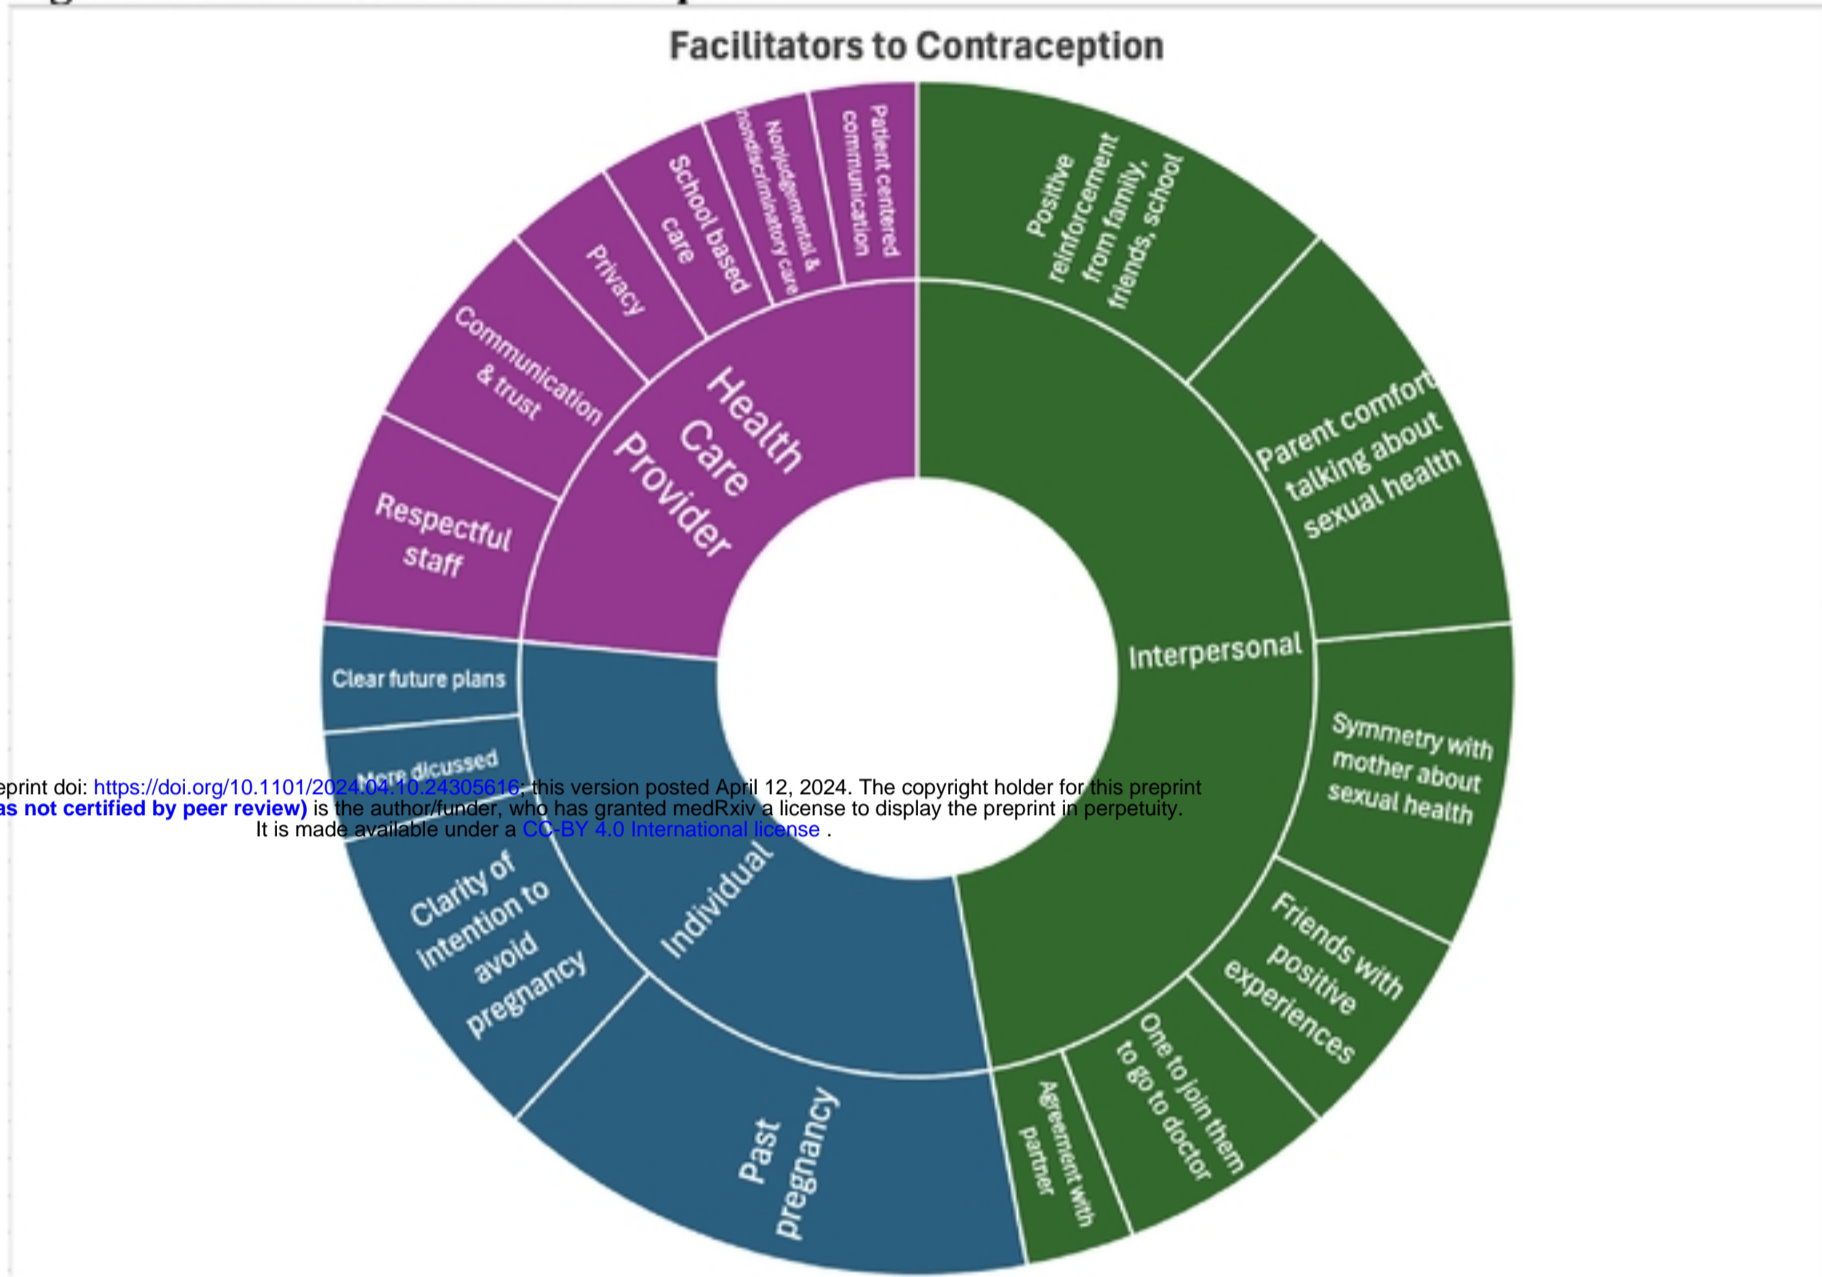 Facilitators to Contraception
Positive
reinforcement
from family,
friends, school
Parent comfort
talking about
sexual health
Symmetry with
mother about
sexual health
Friends with
positive
experiences
One to join them
to go to doctor
Agreement with
partner
Interpersonal
Past
pregnancy
Clarity of
intention to
avoid
pregnancy
More dicussed
Clear future plans
Individual
Respectful
staff
Communication
& trust
Privacy
School based
care
Nonjudgemental &
nondiscriminatory care
Patient centered
communication
Health
Care
Provider
doi: https://doi.org/10.1101/2024.04.10.24305616; this version posted April 12, 2024. The copyright holder for this preprint
not certified by peer review) is the author/funder, who has granted medRxiv a license to display the preprint in perpetuity.
It is made available under a CC-BY 4.0 International license .